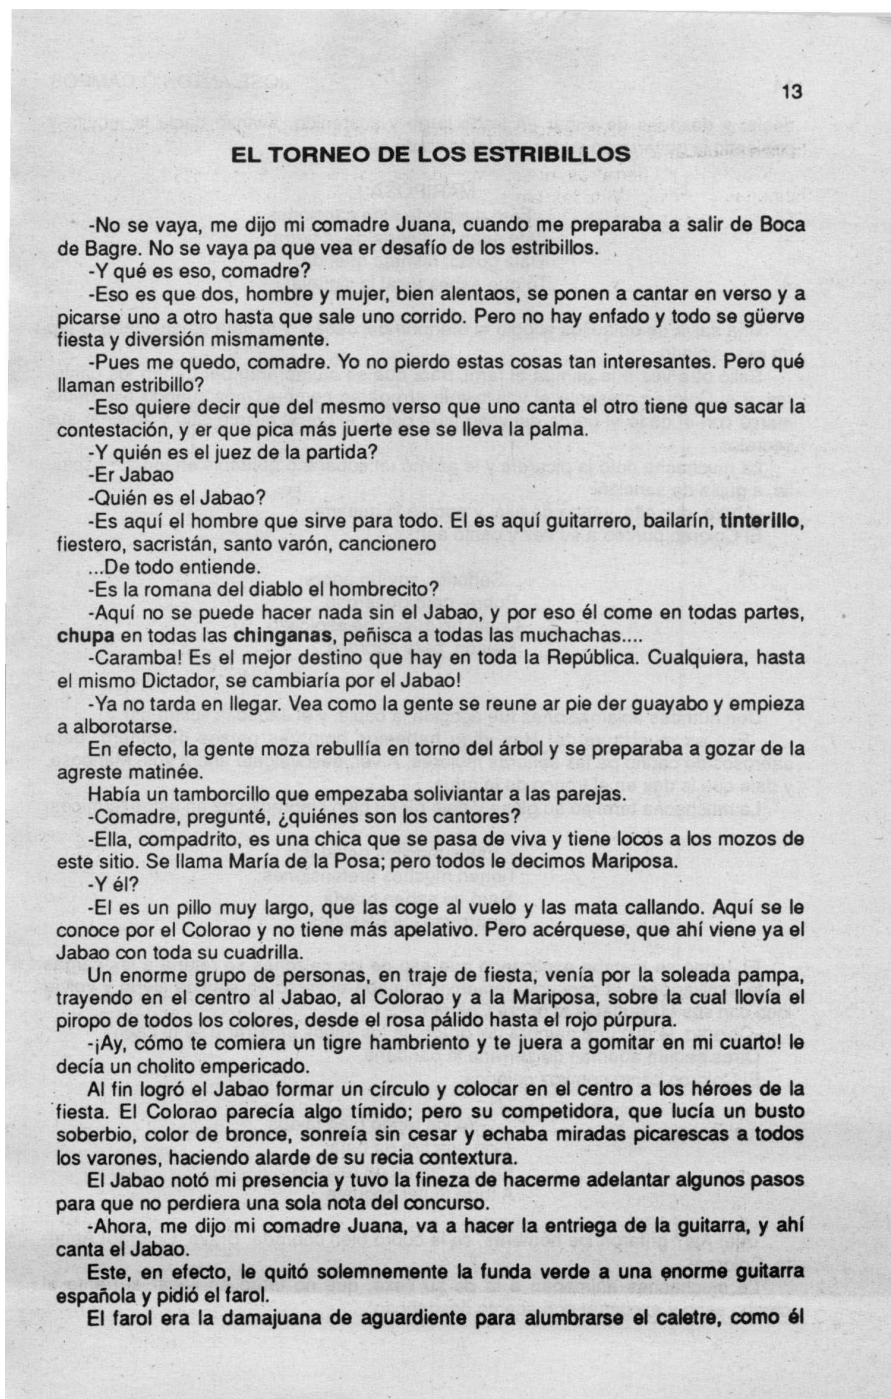 13
EL TORNEO DE LOS ESTRIBILLOS
-No se vaya, me dijo mi comadre Juana, cuando me preparaba a salir de Boca
de Bagre. No se vaya pa que vea er desafío de los estribillos.
-Y qué es eso, comadre?
-Eso es que dos, hombre y mujer, bien alentaos, se ponen a cantar en verso y a
picarse uno a otro hasta que sale uno corrido. Pero no hay enfado y todo se güerve
fiesta y diversión mismamente.
-Pues me quedo, comadre. Yo no pierdo estas cosas tan interesantes. Pero qué
llaman estribillo?
-Eso quiere decir que del mesmo verso que uno canta el otro tiene que sacar la
contestación, y er que pica más juerte ese se lleva la palma.
-Y quién es el juez de la partida?
-Er Jabao
-Quién es el Jabao?
-Es aquí el hombre que sirve para todo. El es aquí guitarrero, bailarín, tinterillo,
fiestero, sacristán, santo varón, cancionero
...De todo entiende.
-Es la romana del diablo el hombrecito?
-Aquí no se puede hacer nada sin el Jabao, y por eso él come en todas partes,
chupa en todas las chinganas, peñisca a todas las muchachas....
-Caramba! Es el mejor destino que hay en toda la República. Cualquiera, hasta
el mismo Dictador, se cambiaría por el Jabao!
-Ya no tarda en llegar. Vea como la gente se reune ar pie der guayabo y empieza
a alborotarse.
En efecto, la gente moza rebullía en torno del árbol y se preparaba a gozar de la
agreste matinée.
Había un tamborcillo que empezaba soliviantar a las parejas.
-Comadre, pregunté, ¿quiénes son los cantores?
-Ella, compadrito, es una chica que se pasa de viva y tiene locos a los mozos de
este sitio. Se llama María de la Posa; pero todos le decimos Mariposa.
-Y él?
-El es un pillo muy largo, que las coge al vuelo y las mata callando. Aquí se le
conoce por el Colorao y no tiene más apelativo. Pero acérquese, que ahí viene ya el
Jabao con toda su cuadrilla.
Un enorme grupo de personas, en traje de fiesta, venía por la soleada pampa,
trayendo en el centro al Jabao, al Colorao y a la Mariposa, sobre la cual llovía el
piropo de todos los colores, desde el rosa pálido hasta el rojo púrpura.
-¡Ay, cómo te comiera un tigre hambriento y te juera a gomitar en mi cuarto! le
decía un cholito empericado.
Al fin logró el Jabao formar un círculo y colocar en el centro a los héroes de la
fiesta. El Colorao parecía algo tímido; pero su competidora, que lucía un busto
soberbio, color de bronce, sonreía sin cesar y echaba miradas picarescas a todos
los varones, haciendo alarde de su recia contextura.
El Jabao notó mi presencia y tuvo la fineza de hacerme adelantar algunos pasos
para que no perdiera una sola nota del concurso.
-Ahora, me dijo mi comadre Juana, va a hacer la entriega de la guitarra, y ahí
canta el Jabao.
Este, en efecto, le quitó solemnemente la funda verde a una enorme guitarra
española y pidió el farol.
El farol era la damajuana de aguardiente para alumbrarse el caletre, como él